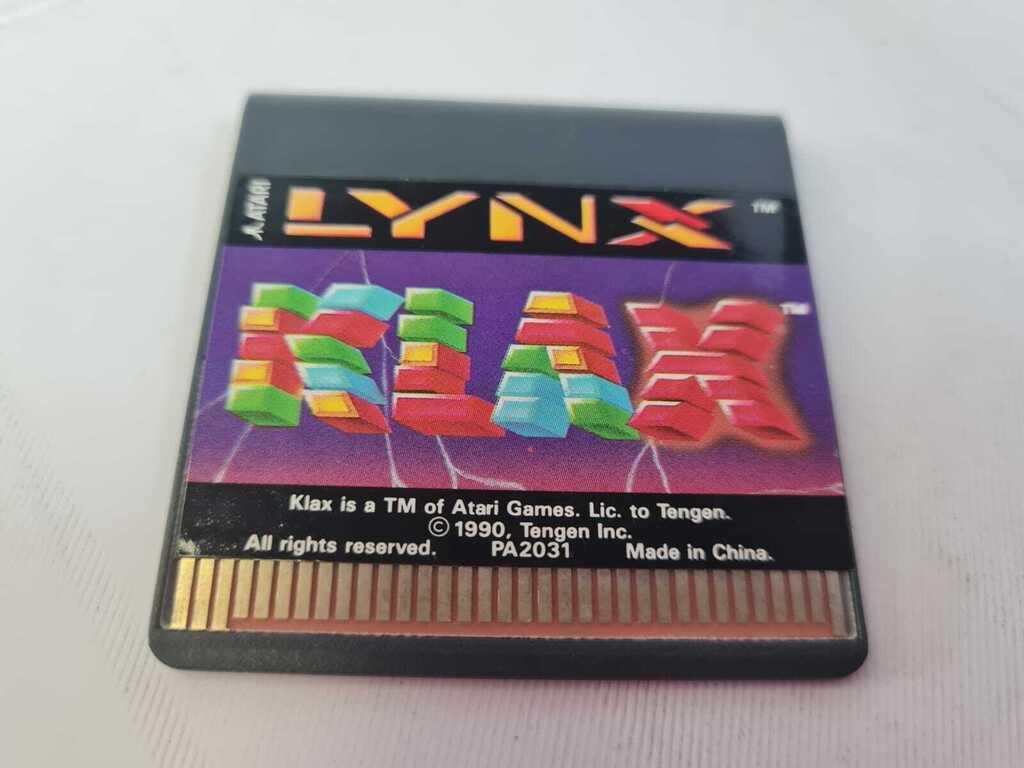 ATARI LYNX™
KLAX™
Klax is a TM of Atari Games. Lic. to Tengen.
© 1990, Tengen Inc.
All rights reserved. PA2031 Made in China.